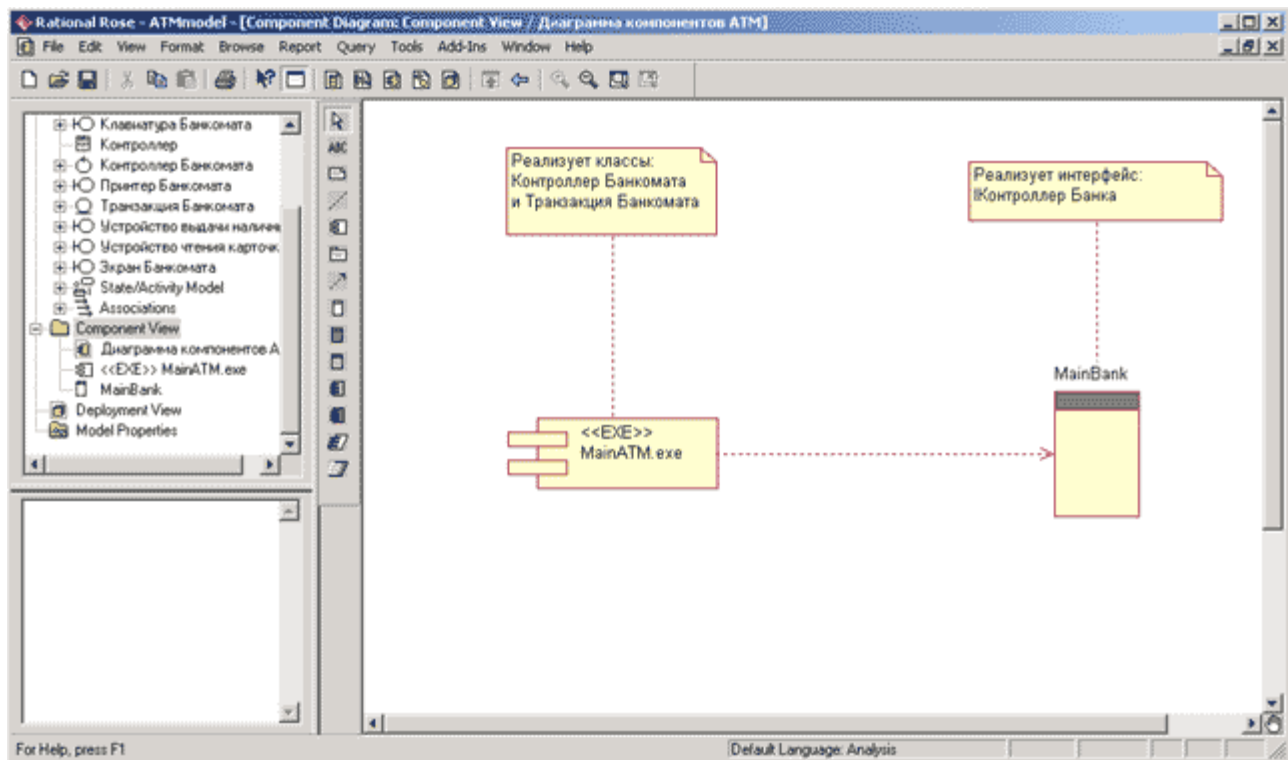 Rational Rose - ATMmodel - [Component Diagram: Component View / Диаграмма компонентов ATM]
File Edit View Format Browse Report Query Tools Add-Ins Window Help
ABC
Клавиатура Банкомата
Контроллер
Контроллер Банкомата
Принтер Банкомата
Транзакция Банкомата
Устройство выдачи наличны
Устройство чтения карточк
Экран Банкомата
State/Activity Model
Associations
Component View
Диаграмма компонентов А
<<EXE>> MainATM.exe
MainBank
Deployment View
Model Properties
Реализует классы:
Контроллер Банкомата
и Транзакция Банкомата
Реализует интерфейс:
IКонтроллер Банка
MainBank
<<EXE>>
MainATM.exe
For Help, press F1
Default Language: Analysis